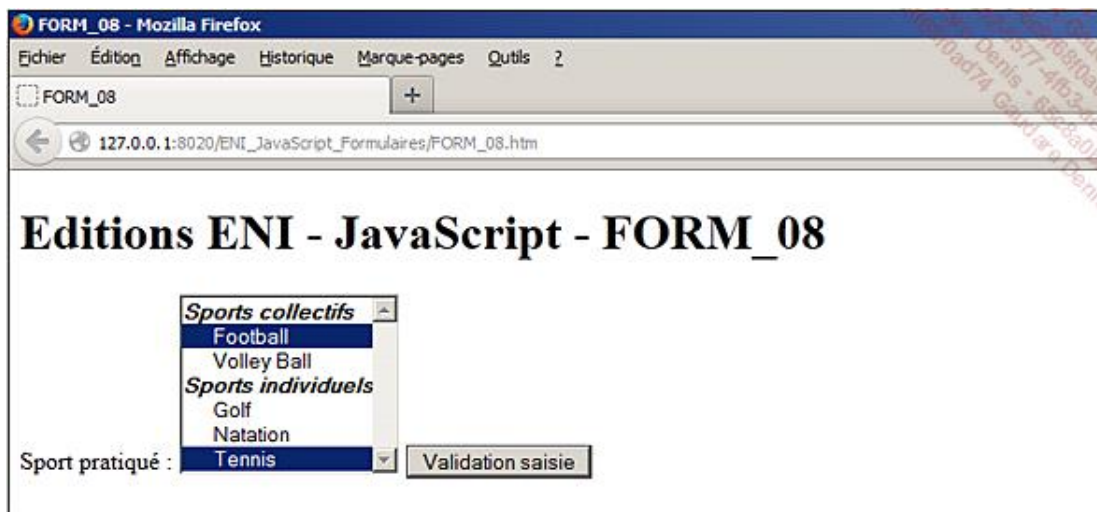 FORM_08 - Mozilla Firefox
Fichier Édition Affichage Historique Marque-pages Outils ?
FORM_08 +
127.0.0.1:8020/ENI_JavaScript_Formulaires/FORM_08.htm
Editions ENI - JavaScript - FORM_08
Sports collectifs
Football
Volley Ball
Sports individuels
Golf
Natation
Sport pratiqué : Tennis Validation saisie